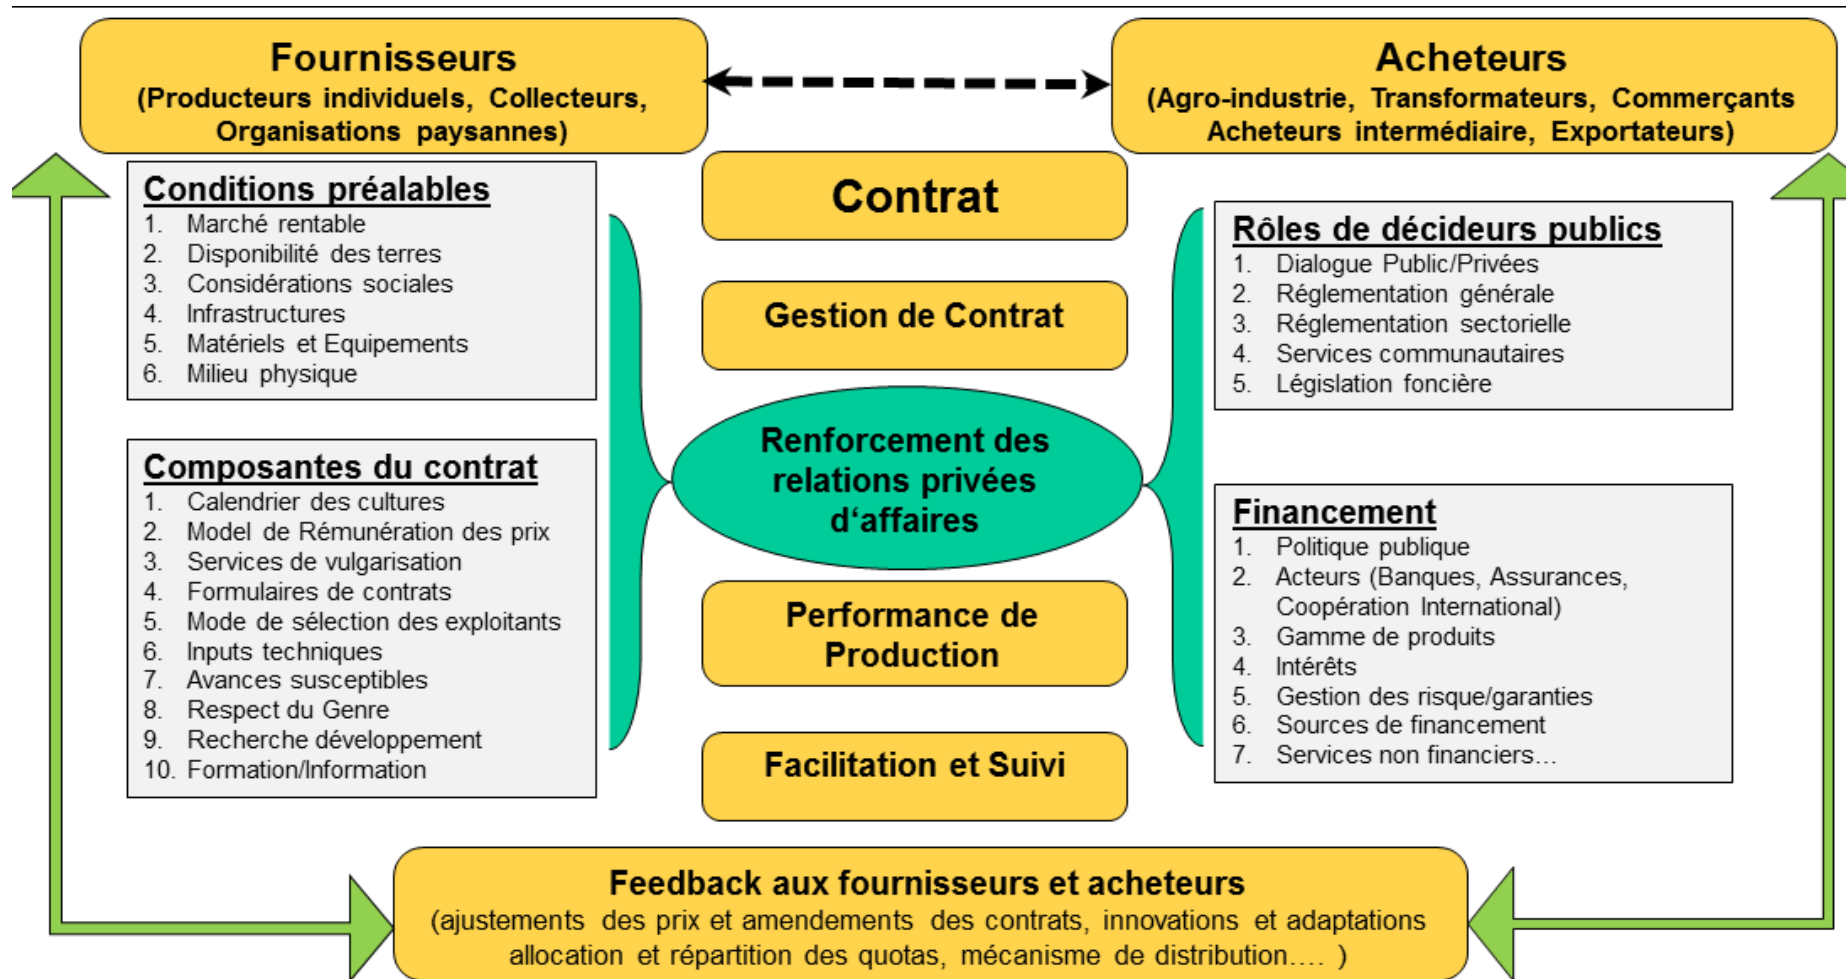 Fournisseurs
(Producteurs individuels, Collecteurs,
Organisations paysannes)
Acheteurs
(Agro-industrie, Transformateurs, Commerçants
Acheteurs intermédiaire, Exportateurs)
Conditions préalables
1. Marché rentable
2. Disponibilité des terres
3. Considérations sociales
4. Infrastructures
5. Matériels et Equipements
6. Milieu physique
Composantes du contrat
1. Calendrier des cultures
2. Model de Rémunération des prix
3. Services de vulgarisation
4. Formulaires de contrats
5. Mode de sélection des exploitants
6. Inputs techniques
7. Avances susceptibles
8. Respect du Genre
9. Recherche développement
10. Formation/Information
Contrat
Gestion de Contrat
Renforcement des
relations privées
d‘affaires
Performance de
Production
Facilitation et Suivi
Rôles de décideurs publics
1. Dialogue Public/Privées
2. Réglementation générale
3. Réglementation sectorielle
4. Services communautaires
5. Législation foncière
Financement
1. Politique publique
2. Acteurs (Banques, Assurances,
Coopération International)
3. Gamme de produits
4. Intérêts
5. Gestion des risque/garanties
6. Sources de financement
7. Services non financiers…
Feedback aux fournisseurs et acheteurs
(ajustements des prix et amendements des contrats, innovations et adaptations
allocation et répartition des quotas, mécanisme de distribution…. )